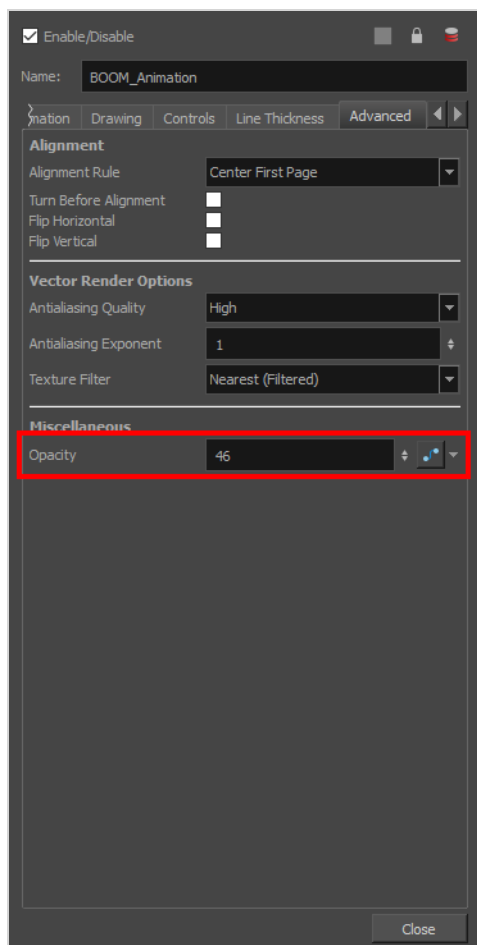 Enable/Disable
Name: BOOM_Animation
mation Drawing Controls Line Thickness Advanced
Alignment
Alignment Rule Center First Page
Turn Before Alignment
Flip Horizontal
Flip Vertical
Vector Render Options
Antialiasing Quality High
Antialiasing Exponent 1
Texture Filter Nearest (Filtered)
Miscellaneous
Opacity 46
Close